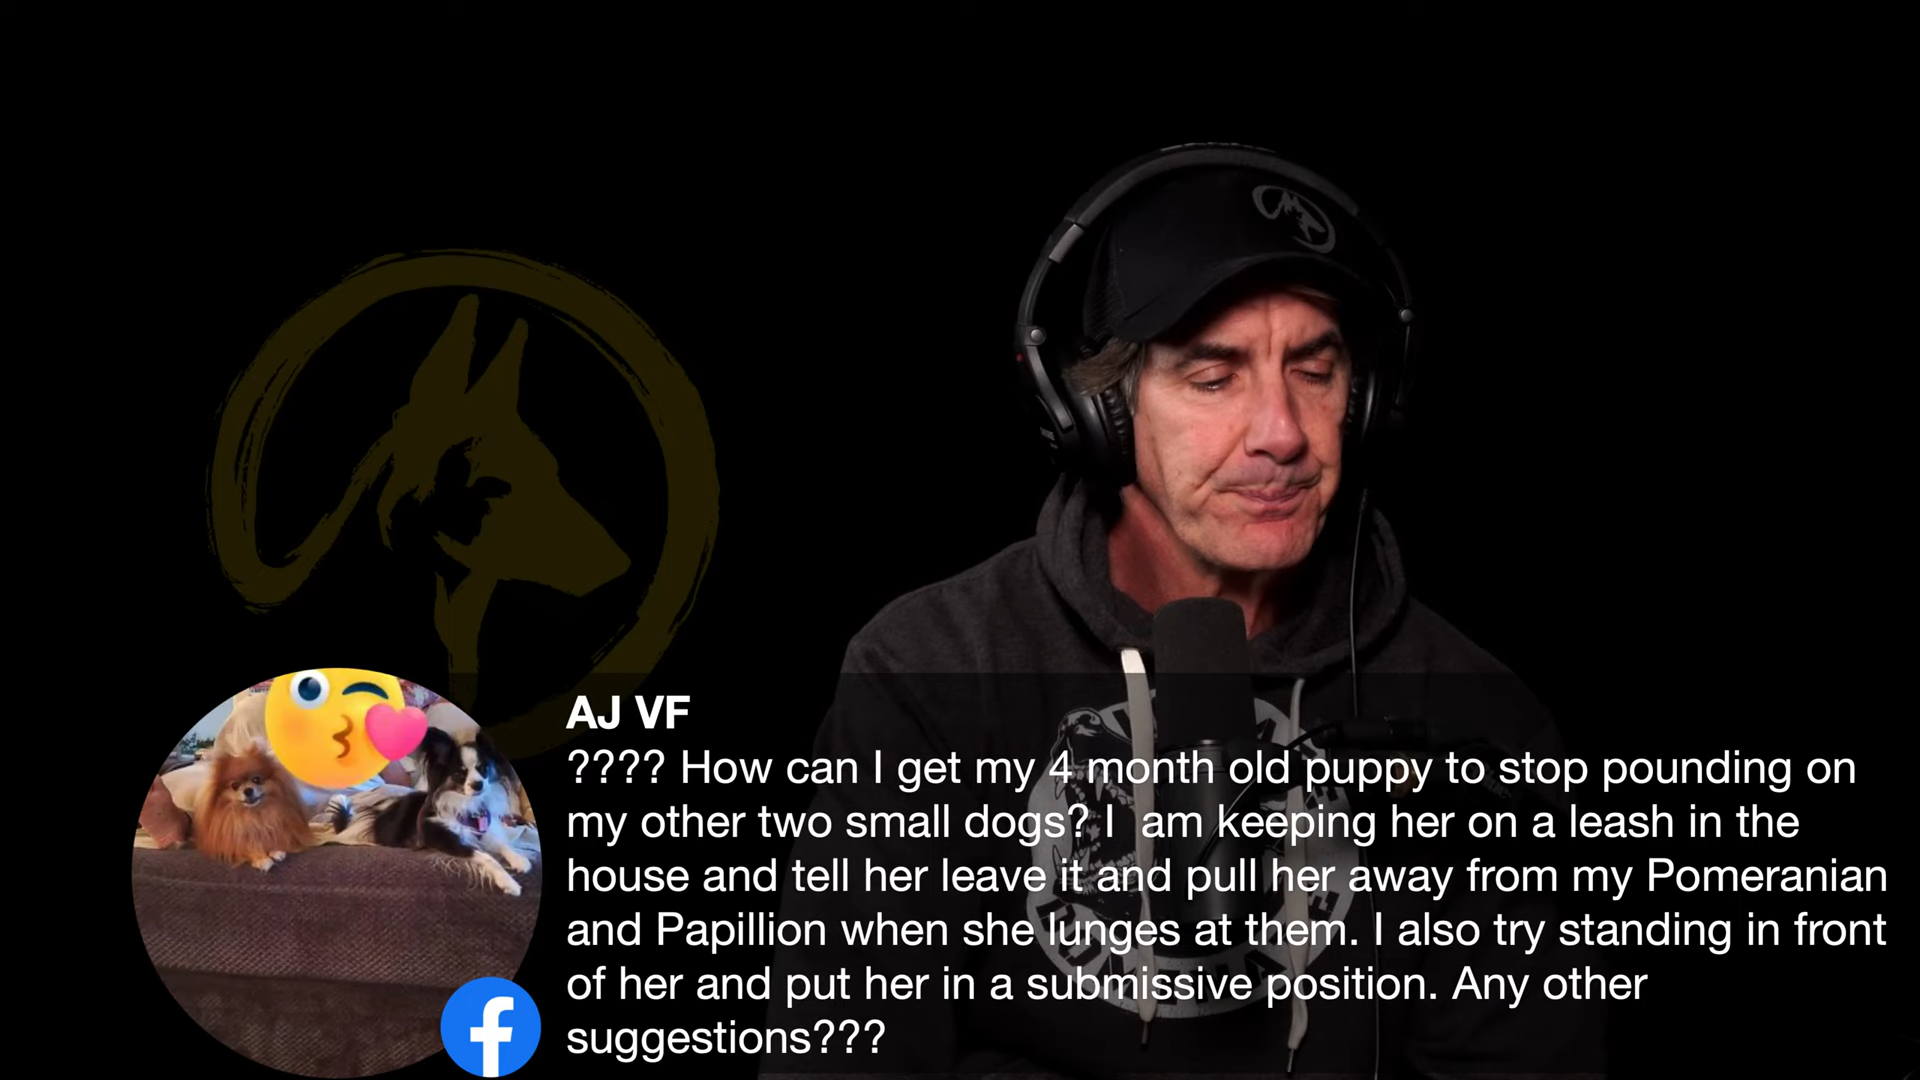 AJ VF
???? How can I get my 4 month old puppy to stop pounding on
my other two small dogs? I  am keeping her on a leash in the
house and tell her leave it and pull her away from my Pomeranian
and Papillion when she lunges at them. I also try standing in front
of her and put her in a submissive position. Any other
suggestions???